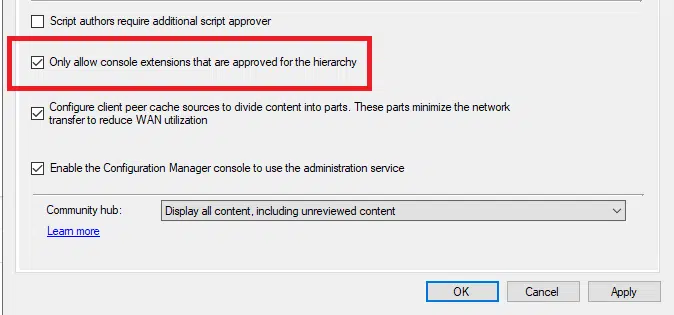 Script authors require additional script approver
Only allow console extensions that are approved for the hierarchy
Configure client peer cache sources to divide content into parts. These parts minimize the network
transfer to reduce WAN utilization
Enable the Configuration Manager console to use the administration service
Community hub: Display all content, including unreviewed content
Learn more
OK Cancel Apply